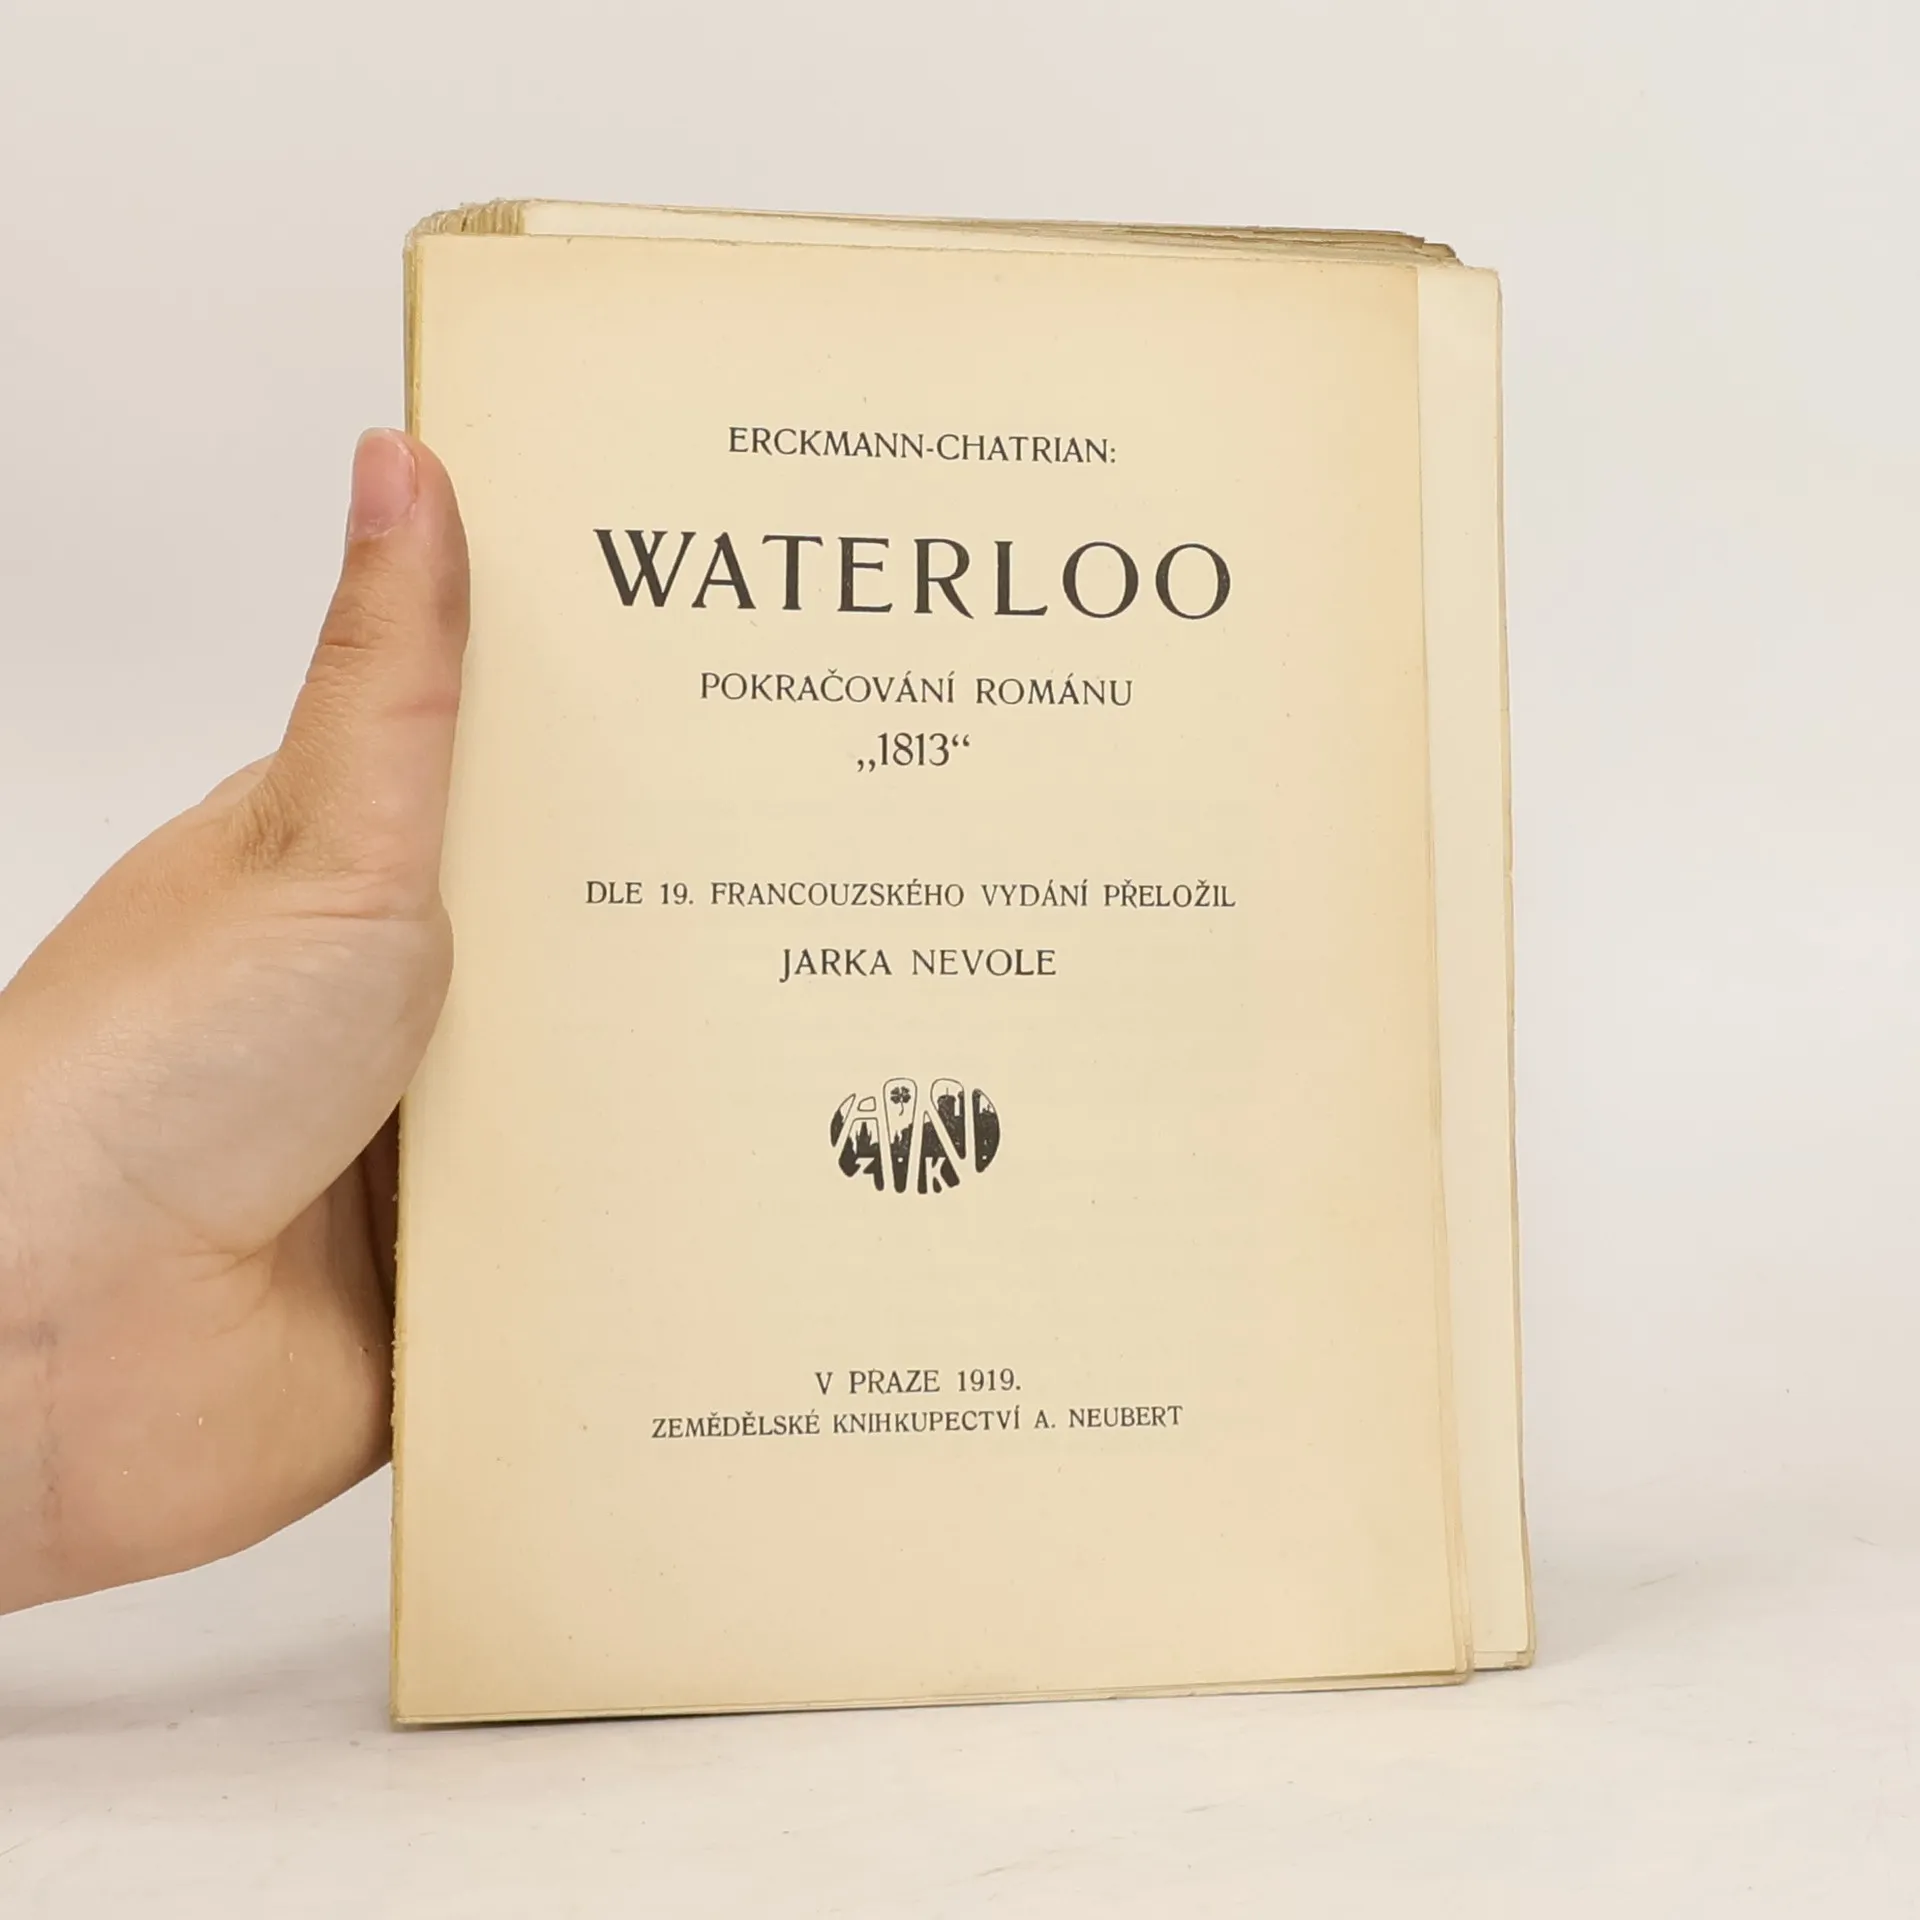 ERCKMANN-CHATRIAN:
WATERLOO
POKRAČOVÁNÍ ROMÁNU
„1813“
DLE 19. FRANCOUZSKÉHO VYDÁNÍ PŘELOŽIL
JARKA NEVOLE
V PRAZE 1919.
ZEMĚDĚLSKÉ KNIHKUPECTVÍ A. NEUBERT